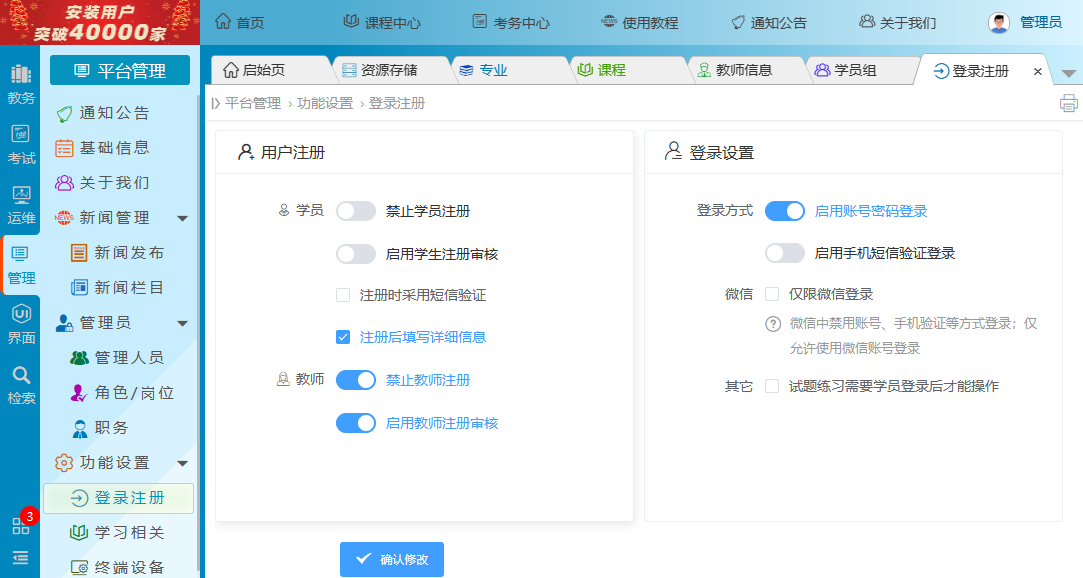 安装用户
突破40000家
首页
课程中心
考务中心
使用教程
通知公告
关于我们
管理员
教务
考试
运维
管理
界面
检索
3
平台管理
通知公告
基础信息
关于我们
新闻管理
新闻发布
新闻栏目
管理员
管理人员
角色/岗位
职务
功能设置
登录注册
学习相关
终端设备
启始页
资源存储
专业
课程
教师信息
学员组
登录注册
平台管理 › 功能设置 › 登录注册
用户注册
学员
禁止学员注册
启用学生注册审核
注册时采用短信验证
注册后填写详细信息
教师
禁止教师注册
启用教师注册审核
登录设置
登录方式
启用账号密码登录
启用手机短信验证登录
微信
仅限微信登录
微信中禁用账号、手机验证等方式登录；仅
允许使用微信账号登录
其它
试题练习需要学员登录后才能操作
确认修改